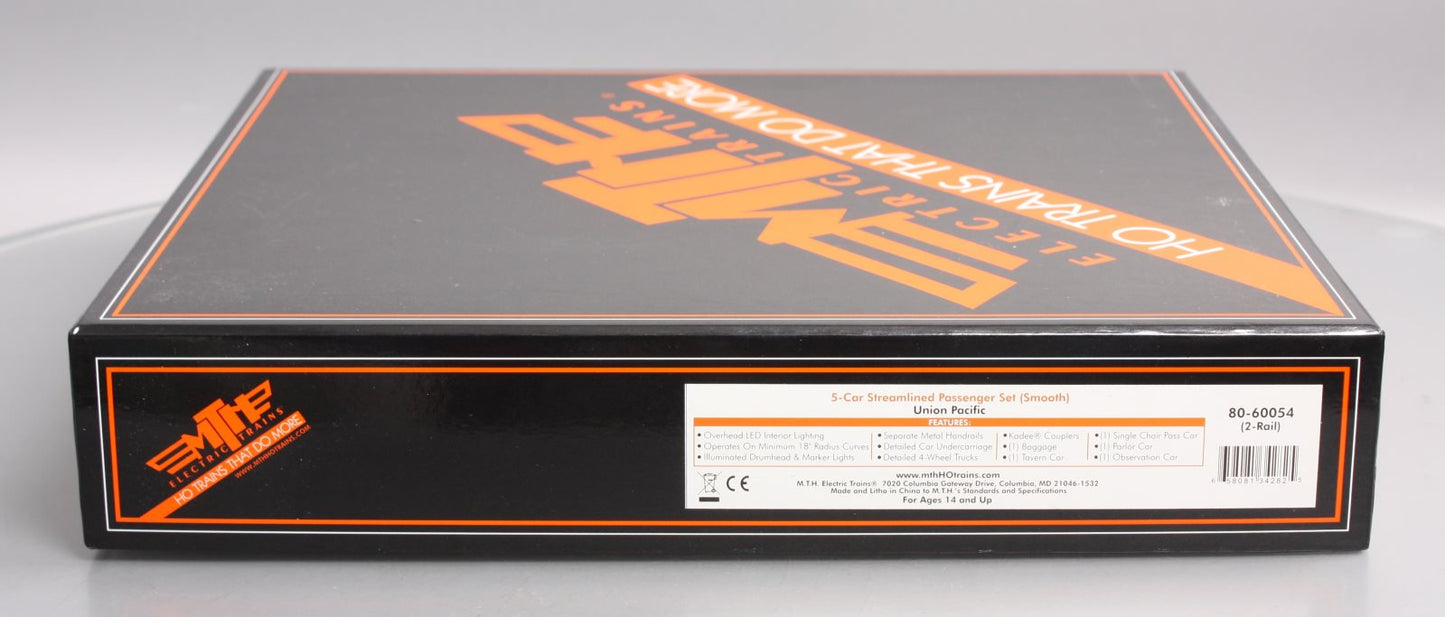 HO TRAINS THAT DO MORE
MTH
ELECTRIC TRAINS®
MTH
ELECTRIC TRAINS
HO TRAINS THAT DO MORE
WWW.MTHHOTRAINS.COM
5-Car Streamlined Passenger Set (Smooth)
Union Pacific
FEATURES:
• Overhead LED Interior Lighting
• Operates On Minimum 18" Radius Curves
• Illuminated Drumhead & Marker Lights
• Separate Metal Handrails
• Detailed Car Undercarriage
• Detailed 4-Wheel Trucks
• Kadee® Couplers
• (1) Baggage
• (1) Tavern Car
• (1) Single Chair Pass Car
• (1) Parlor Car
• (1) Observation Car
www.mthHOtrains.com
M.T.H. Electric Trains® 7020 Columbia Gateway Drive, Columbia, MD 21046-1532
Made and Litho in China to M.T.H.'s Standards and Specifications
For Ages 14 and Up
CE
80-60054
(2-Rail)
6 58081 34282 5